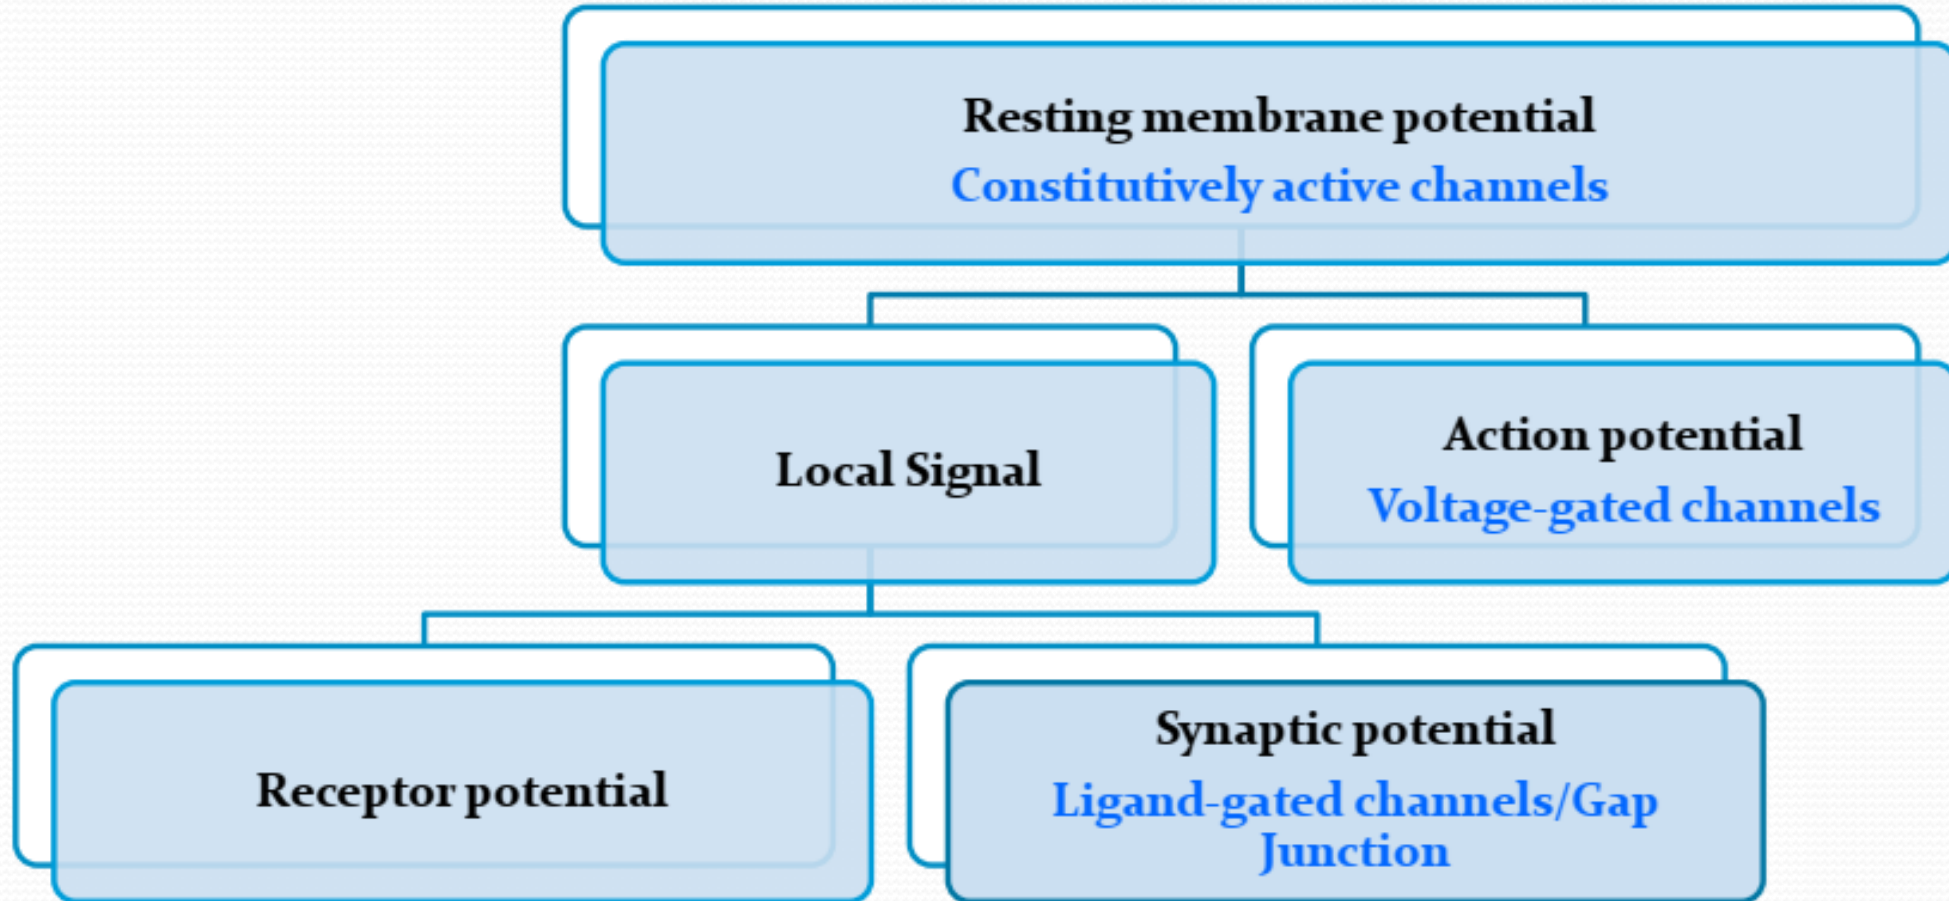 Resting membrane potential
Constitutively active channels
Local Signal
Action potential
Voltage-gated channels
Receptor potential
Synaptic potential
Ligand-gated channels/Gap
Junction